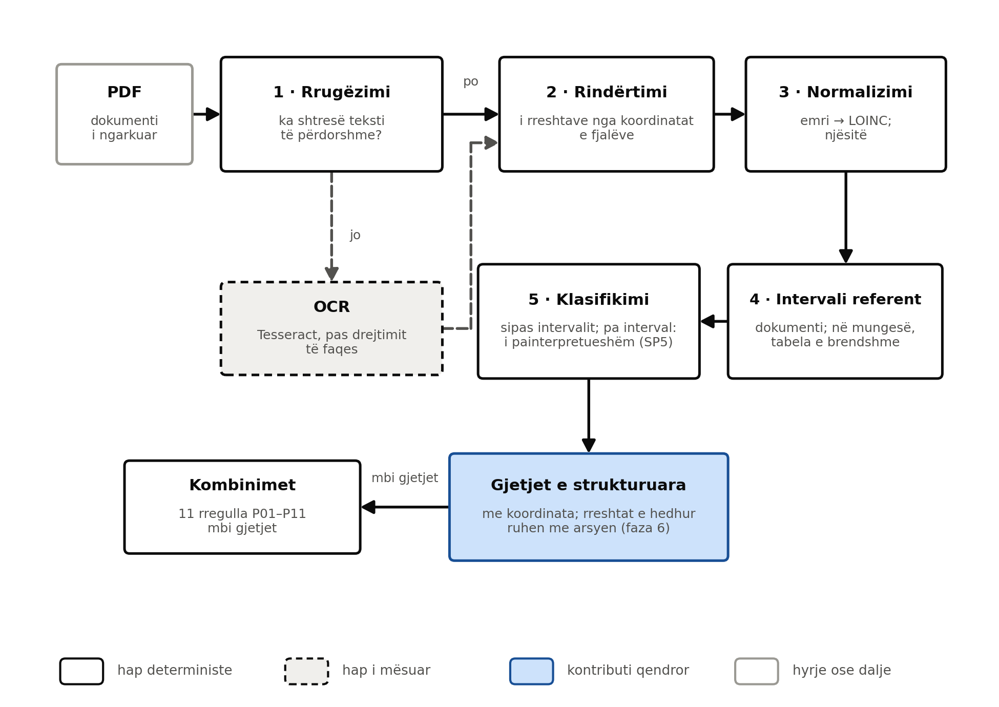 PDF
dokumenti
i ngarkuar
1 · Rrugëzimi
ka shtresë teksti
të përdorshme?
po
2 · Rindërtimi
i rreshtave nga koordinatat
e fjalëve
3 · Normalizimi
emri → LOINC;
njësitë
jo
OCR
Tesseract, pas drejtimit
të faqes
5 · Klasifikimi
sipas intervalit; pa interval:
i painterpretueshëm (SP5)
4 · Intervali referent
dokumenti; në mungesë,
tabela e brendshme
Kombinimet
11 rregulla P01–P11
mbi gjetjet
mbi gjetjet
Gjetjet e strukturuara
me koordinata; rreshtat e hedhur
ruhen me arsyen (faza 6)
hap deterministe
hap i mësuar
kontributi qendror
hyrje ose dalje